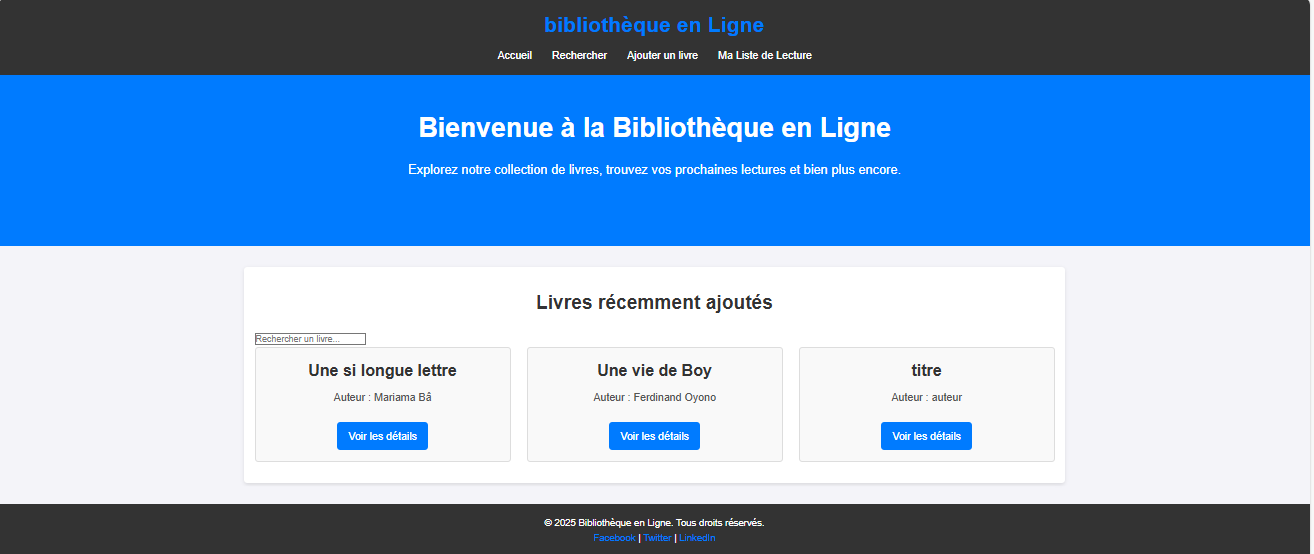 bibliothèque en Ligne
Accueil Rechercher Ajouter un livre Ma Liste de Lecture
Bienvenue à la Bibliothèque en Ligne
Explorez notre collection de livres, trouvez vos prochaines lectures et bien plus encore.
Livres récemment ajoutés
Rechercher un livre...
Une si longue lettre
Auteur : Mariama Bâ
Voir les détails
Une vie de Boy
Auteur : Ferdinand Oyono
Voir les détails
titre
Auteur : auteur
Voir les détails
© 2025 Bibliothèque en Ligne. Tous droits réservés.
Facebook | Twitter | LinkedIn